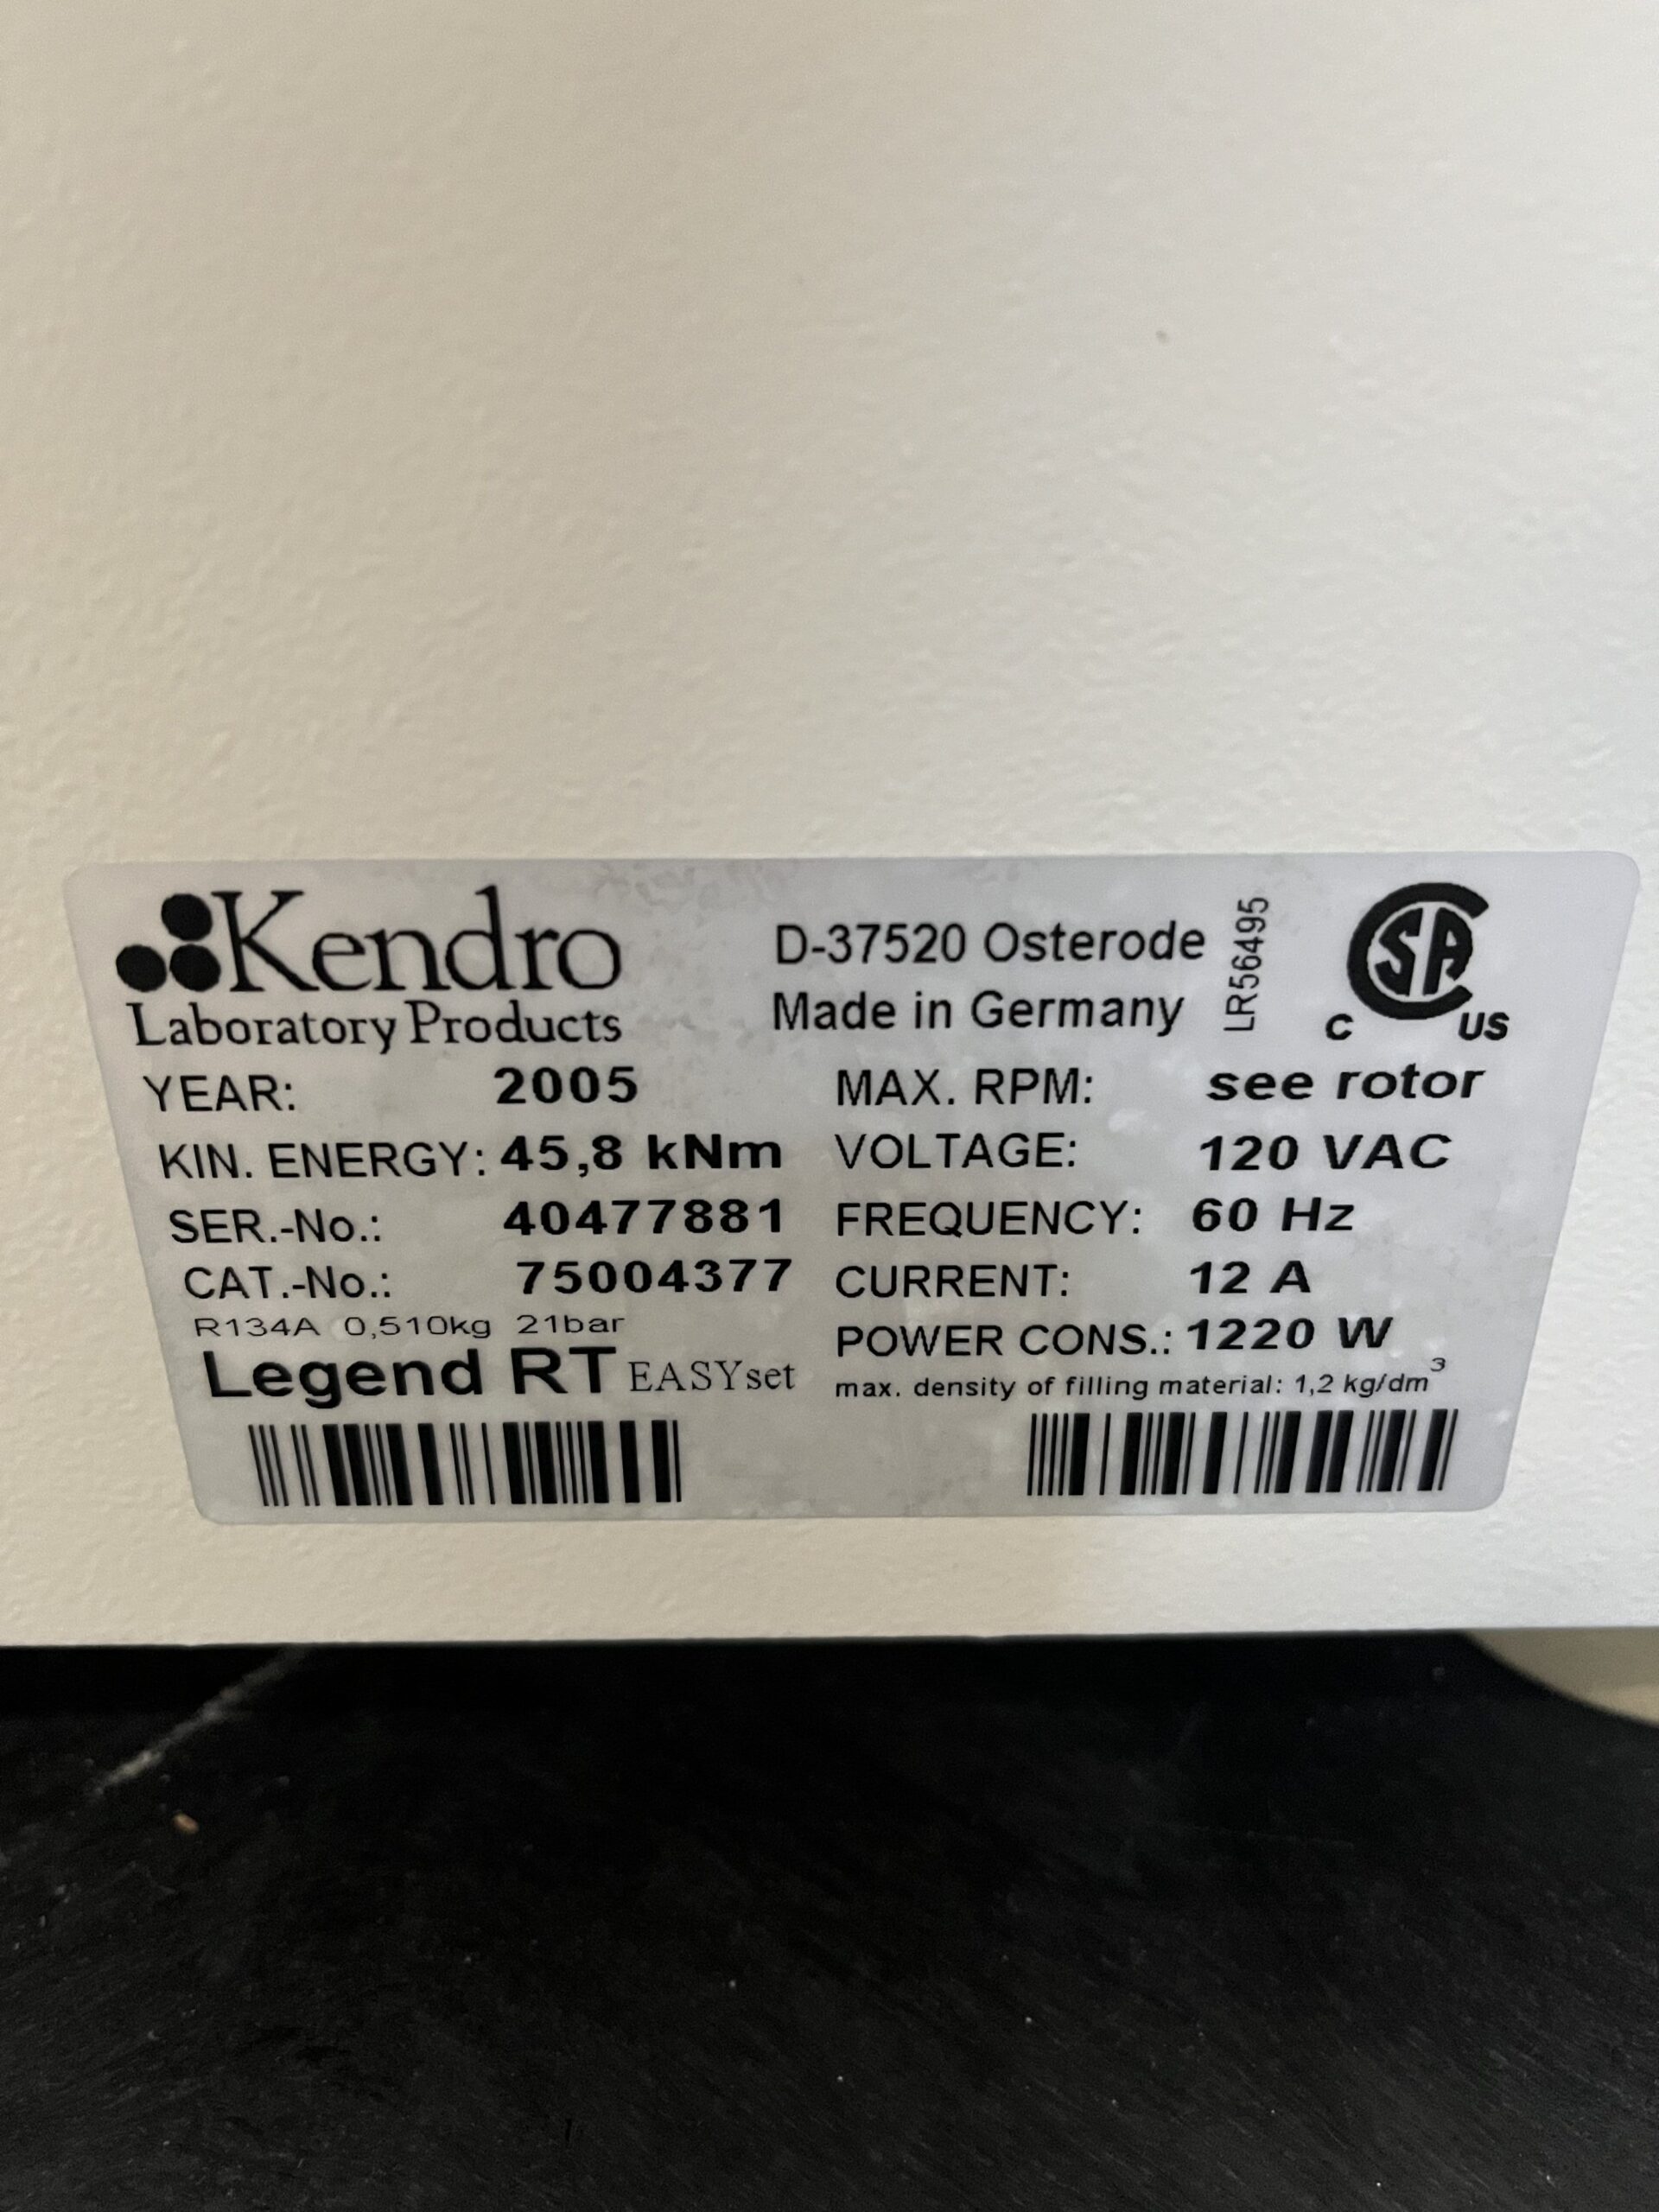 Kendro
Laboratory Products
D-37520 Osterode
Made in Germany
LR56495
CSA
C US
YEAR: 2005
KIN. ENERGY: 45,8 kNm
SER.-No.: 40477881
CAT.-No.: 75004377
R134A 0,510kg 21bar
Legend RT EASYset
MAX. RPM: see rotor
VOLTAGE: 120 VAC
FREQUENCY: 60 Hz
CURRENT: 12 A
POWER CONS.: 1220 W
max. density of filling material: 1,2 kg/dm³